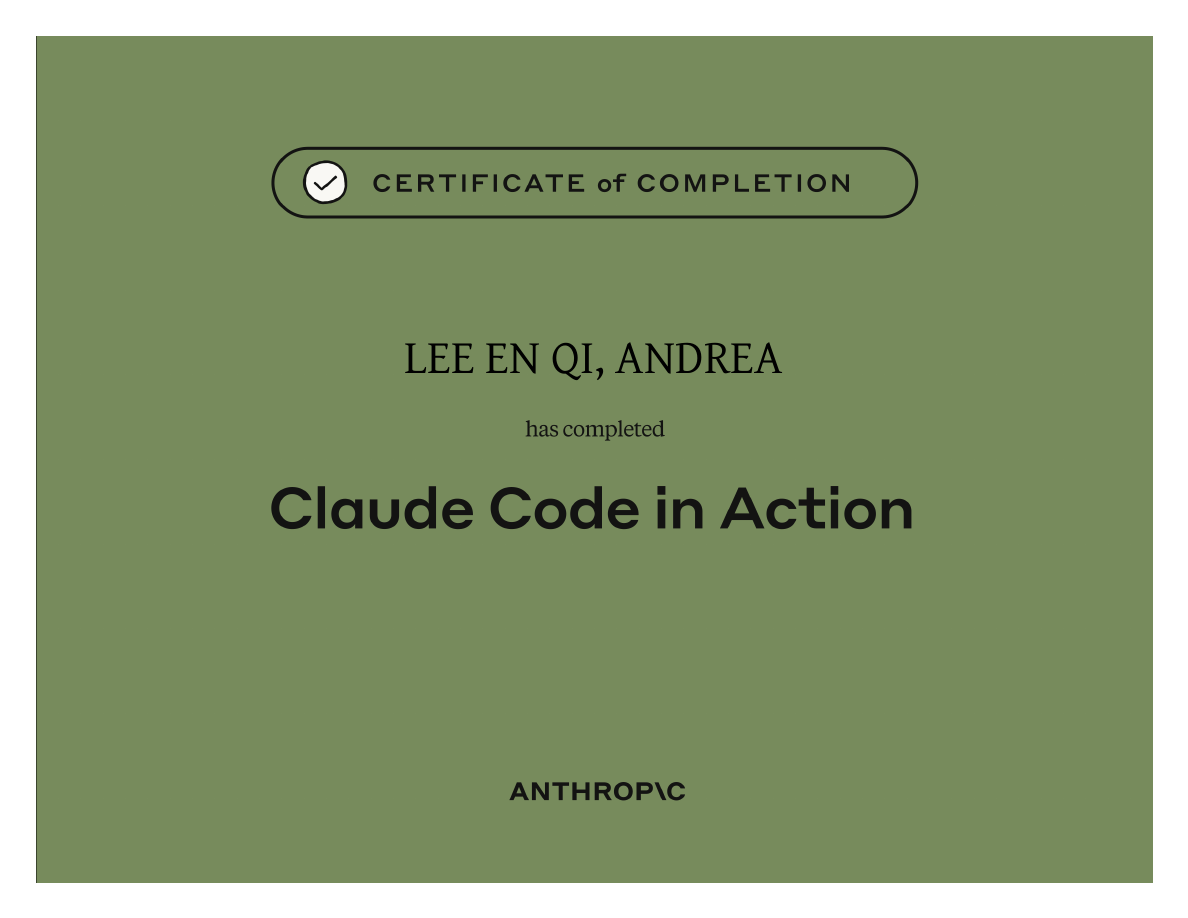 CERTIFICATE of COMPLETION
LEE EN QI, ANDREA
has completed
Claude Code in Action
ANTHROP\C